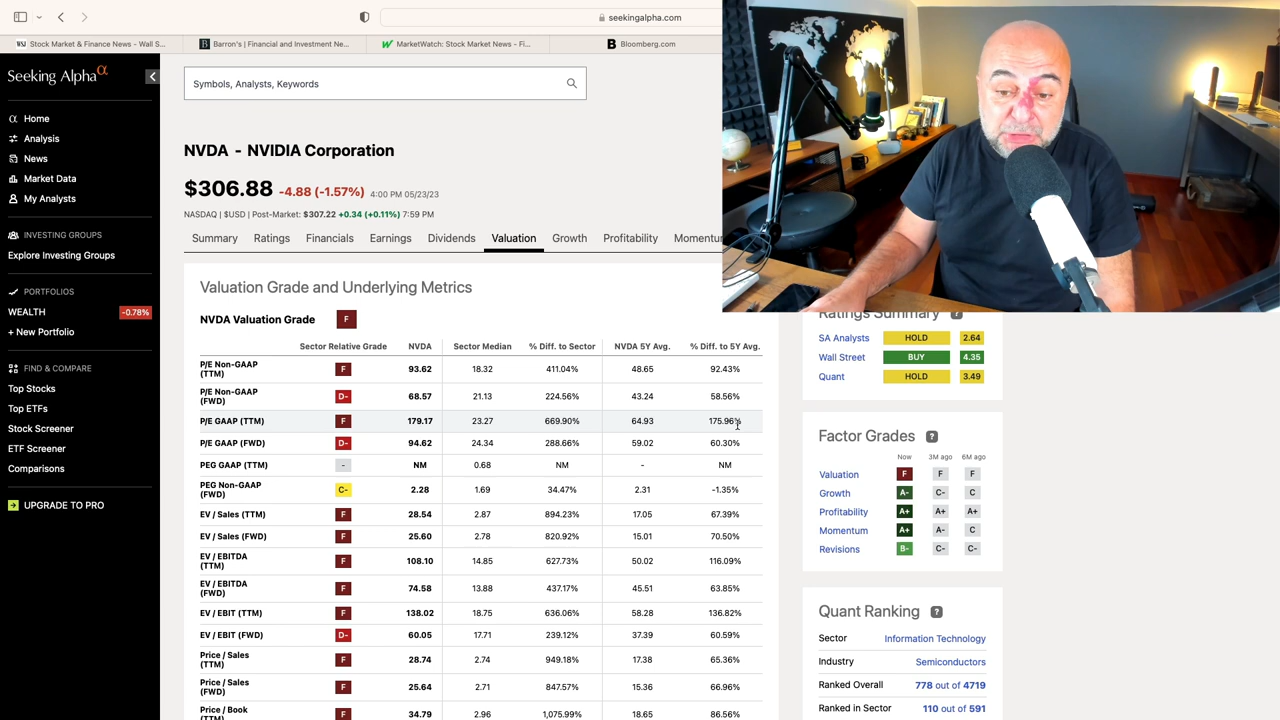 seekingalpha.com
WSJ Stock Market & Finance News - Wall S...
B Barron's | Financial and Investment Ne...
MarketWatch: Stock Market News - Fi...
B Bloomberg.com
Seeking Alpha α
Symbols, Analysts, Keywords
α Home
Analysis
News
Market Data
My Analysts
INVESTING GROUPS
Explore Investing Groups
PORTFOLIOS
WEALTH -0.78%
+ New Portfolio
FIND & COMPARE
Top Stocks
Top ETFs
Stock Screener
ETF Screener
Comparisons
UPGRADE TO PRO
NVDA - NVIDIA Corporation
$306.88 -4.88 (-1.57%) 4:00 PM 05/23/23
NASDAQ | $USD | Post-Market: $307.22 +0.34 (+0.11%) 7:59 PM
Summary Ratings Financials Earnings Dividends Valuation Growth Profitability Momentu
Valuation Grade and Underlying Metrics
NVDA Valuation Grade F
Sector Relative Grade NVDA Sector Median % Diff. to Sector NVDA 5Y Avg. % Diff. to 5Y Avg.
P/E Non-GAAP
(TTM) F 93.62 18.32 411.04% 48.65 92.43%
P/E Non-GAAP
(FWD) D- 68.57 21.13 224.56% 43.24 58.56%
P/E GAAP (TTM) F 179.17 23.27 669.90% 64.93 175.96%
P/E GAAP (FWD) D- 94.62 24.34 288.66% 59.02 60.30%
PEG GAAP (TTM) - NM 0.68 NM - NM
PEG Non-GAAP
(FWD) C- 2.28 1.69 34.47% 2.31 -1.35%
EV / Sales (TTM) F 28.54 2.87 894.23% 17.05 67.39%
EV / Sales (FWD) F 25.60 2.78 820.92% 15.01 70.50%
EV / EBITDA
(TTM) F 108.10 14.85 627.73% 50.02 116.09%
EV / EBITDA
(FWD) F 74.58 13.88 437.17% 45.51 63.85%
EV / EBIT (TTM) F 138.02 18.75 636.06% 58.28 136.82%
EV / EBIT (FWD) D- 60.05 17.71 239.12% 37.39 60.59%
Price / Sales
(TTM) F 28.74 2.74 949.18% 17.38 65.36%
Price / Sales
(FWD) F 25.64 2.71 847.57% 15.36 66.96%
Price / Book
(TTM) F 34.79 2.96 1,075.99% 18.65 86.56%
Ratings Summary ?
SA Analysts HOLD 2.64
Wall Street BUY 4.35
Quant HOLD 3.49
Factor Grades ?
Now 3M ago 6M ago
Valuation F F F
Growth A- C- C
Profitability A+ A+ A+
Momentum A+ A- C
Revisions B- C- C-
Quant Ranking ?
Sector Information Technology
Industry Semiconductors
Ranked Overall 778 out of 4719
Ranked in Sector 110 out of 591